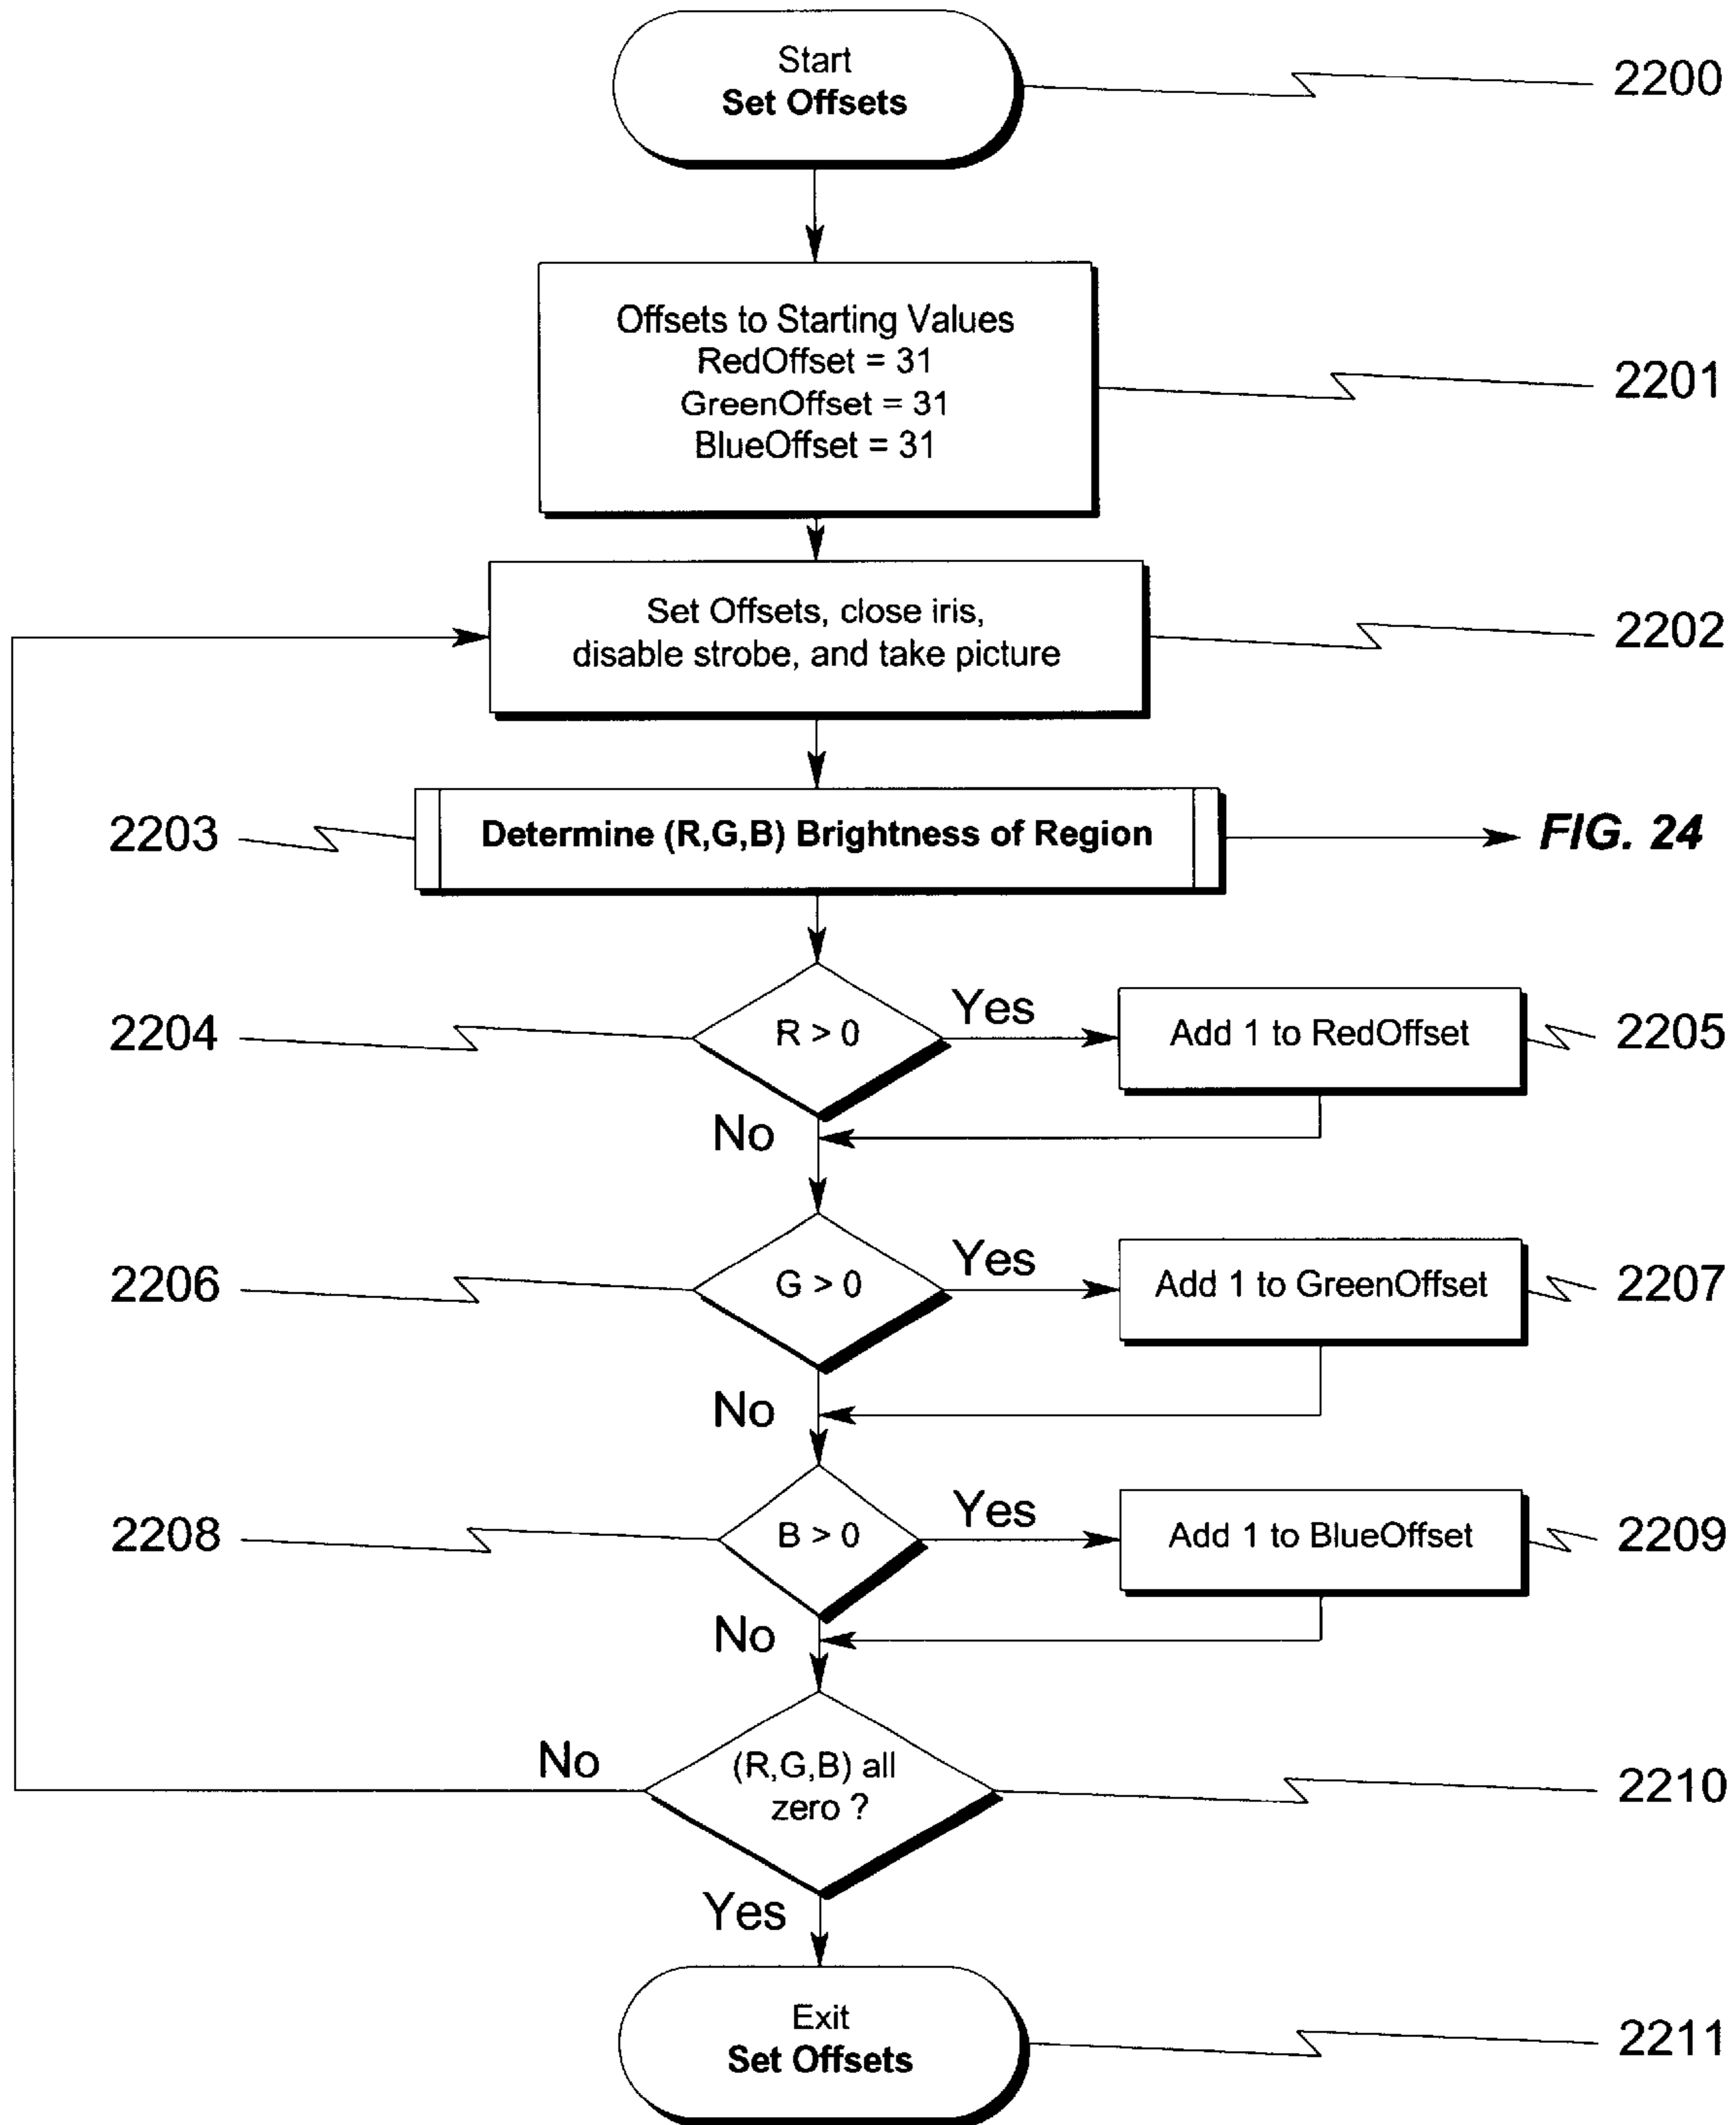 Start
Set Offsets
2200
Offsets to Starting Values
RedOffset = 31
GreenOffset = 31
BlueOffset = 31
2201
Set Offsets, close iris,
disable strobe, and take picture
2202
2203
Determine (R,G,B) Brightness of Region
FIG. 24
2204
R > 0
Yes
Add 1 to RedOffset
2205
No
2206
G > 0
Yes
Add 1 to GreenOffset
2207
No
2208
B > 0
Yes
Add 1 to BlueOffset
2209
No
No
(R,G,B) all
zero ?
2210
Yes
Exit
Set Offsets
2211